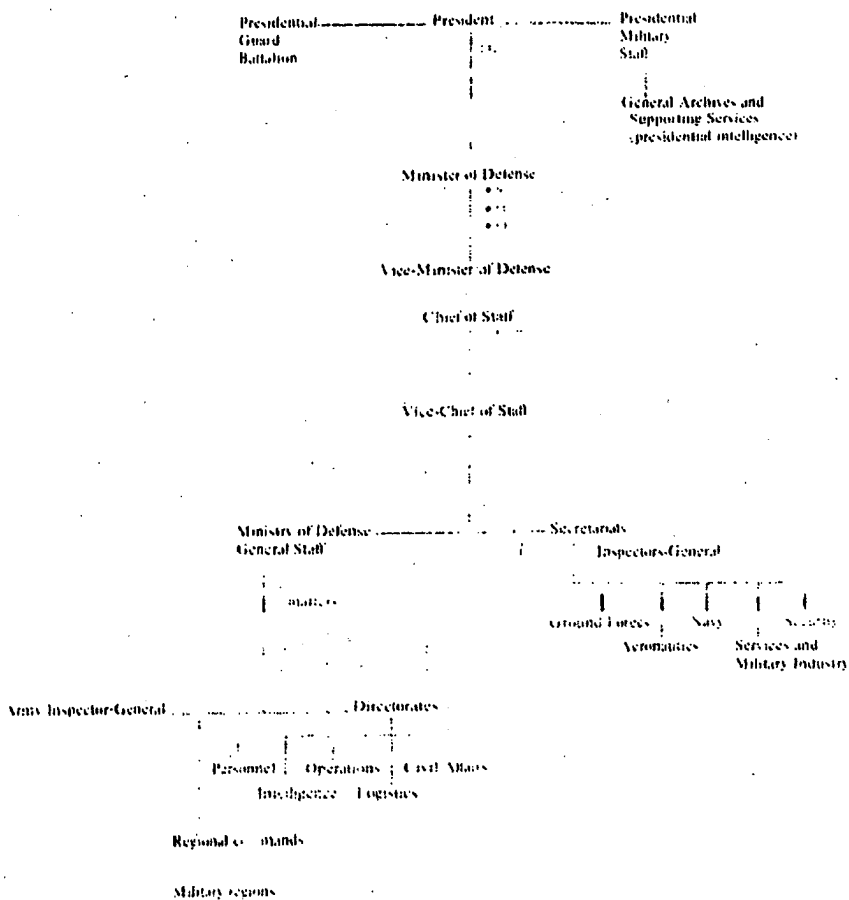 Presidential
Guard
Battalion
President
Presidential
Military
Staff
General Archives and
Supporting Services
(presidential intelligence)
Minister of Defense
Vice-Minister of Defense
Chief of Staff
Vice-Chief of Staff
Ministry of Defense
General Staff
Secretariats
Inspectors-General
matters
Ground Forces
Navy
Security
Aeronautics
Services and
Military Industry
Army Inspector-General
Directorates
Personnel
Operations
Civil Affairs
Intelligence
Logistics
Regional
Military regions